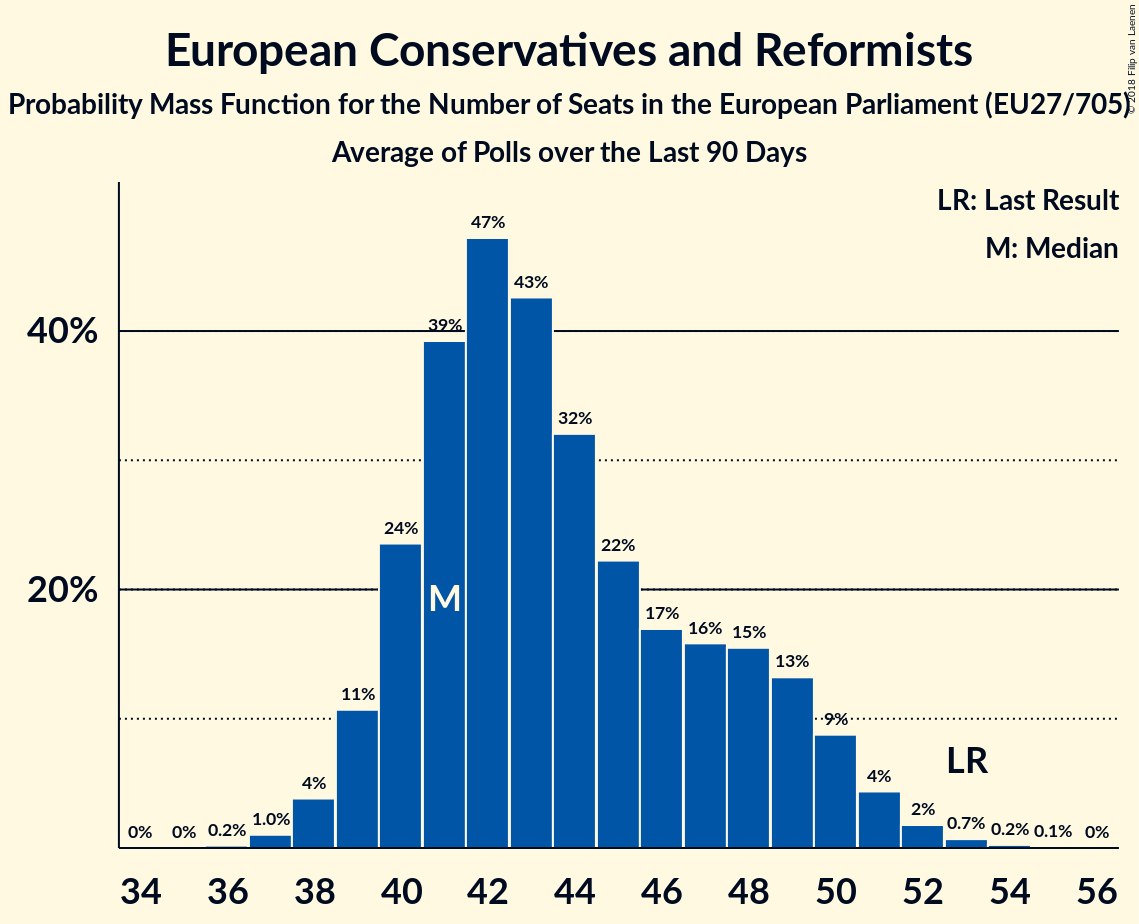 European Conservatives and Reformists
Probability Mass Function for the Number of Seats in the European Parliament (EU27/705)
Average of Polls over the Last 90 Days
© 2018 Filip van Laenen
LR: Last Result
M: Median
40%
20%
0%
0%
0.2%
1.0%
4%
11%
24%
39%
47%
43%
32%
22%
17%
16%
15%
13%
9%
4%
2%
0.7%
0.2%
0.1%
0%
M
LR
34 36 38 40 42 44 46 48 50 52 54 56